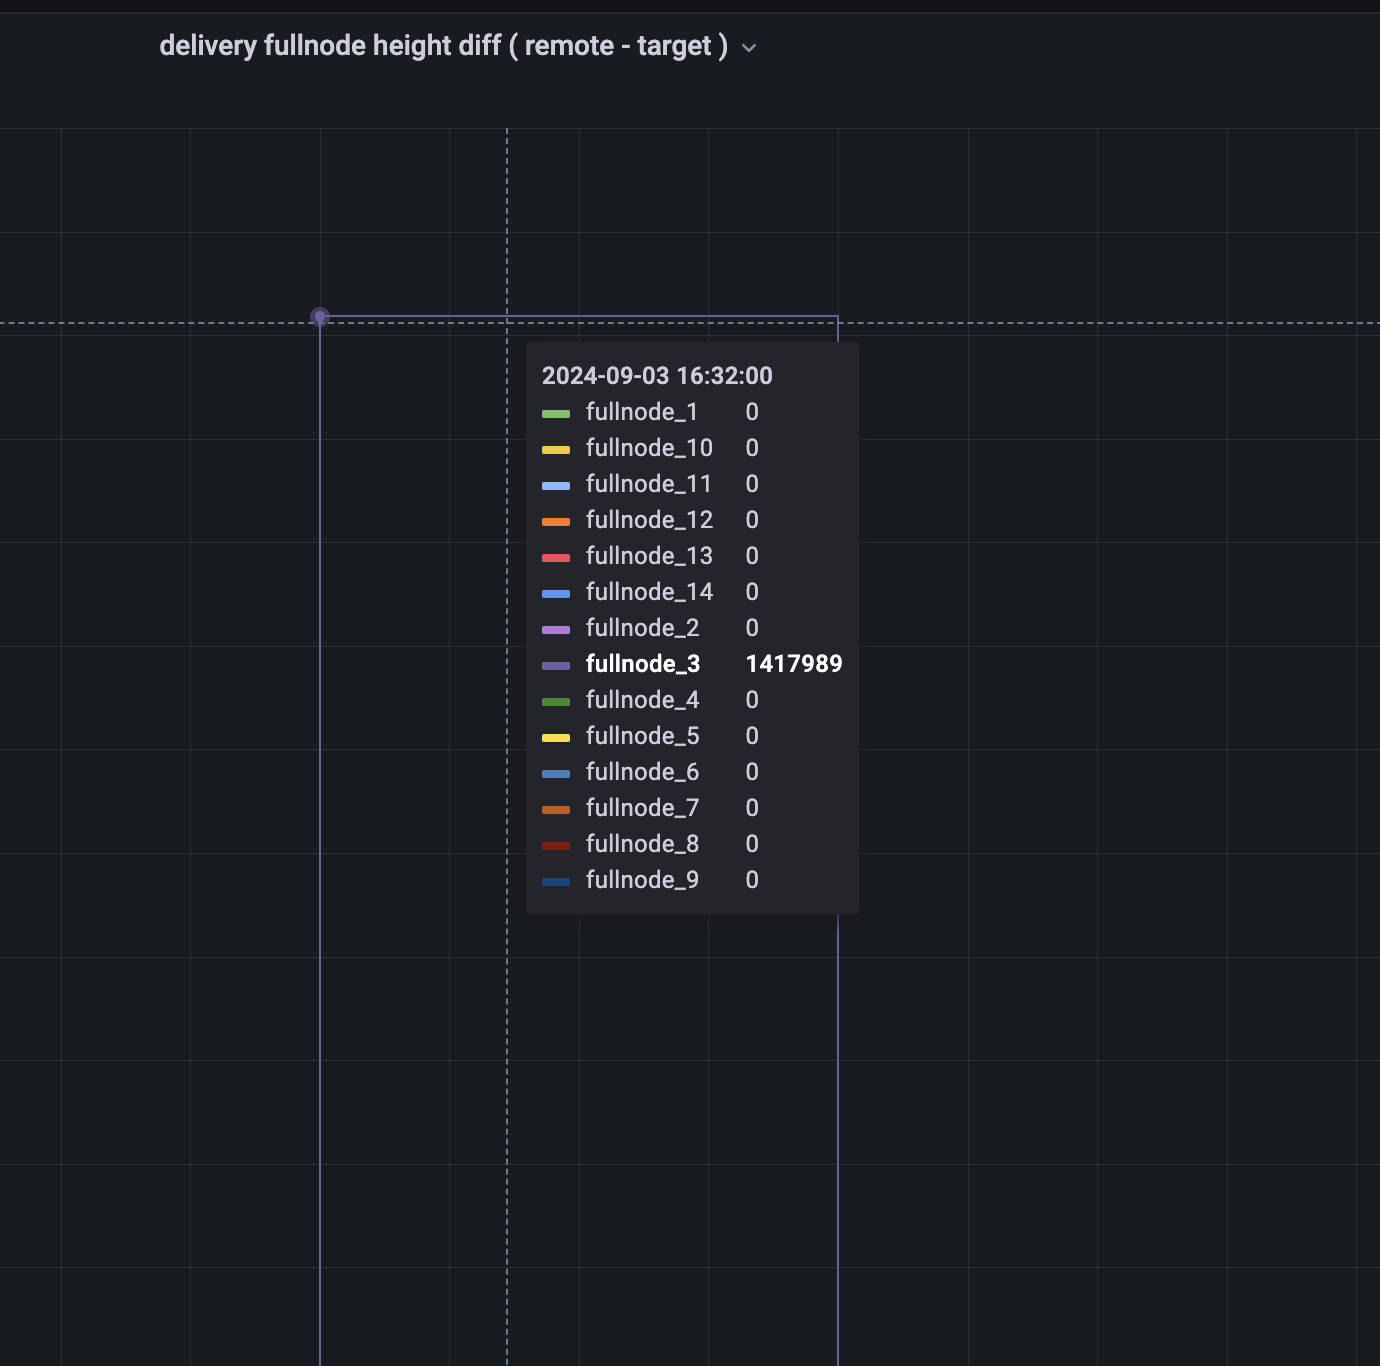 delivery fullnode height diff ( remote - target )
2024-09-03 16:32:00
fullnode_1 0
fullnode_10 0
fullnode_11 0
fullnode_12 0
fullnode_13 0
fullnode_14 0
fullnode_2 0
fullnode_3 1417989
fullnode_4 0
fullnode_5 0
fullnode_6 0
fullnode_7 0
fullnode_8 0
fullnode_9 0